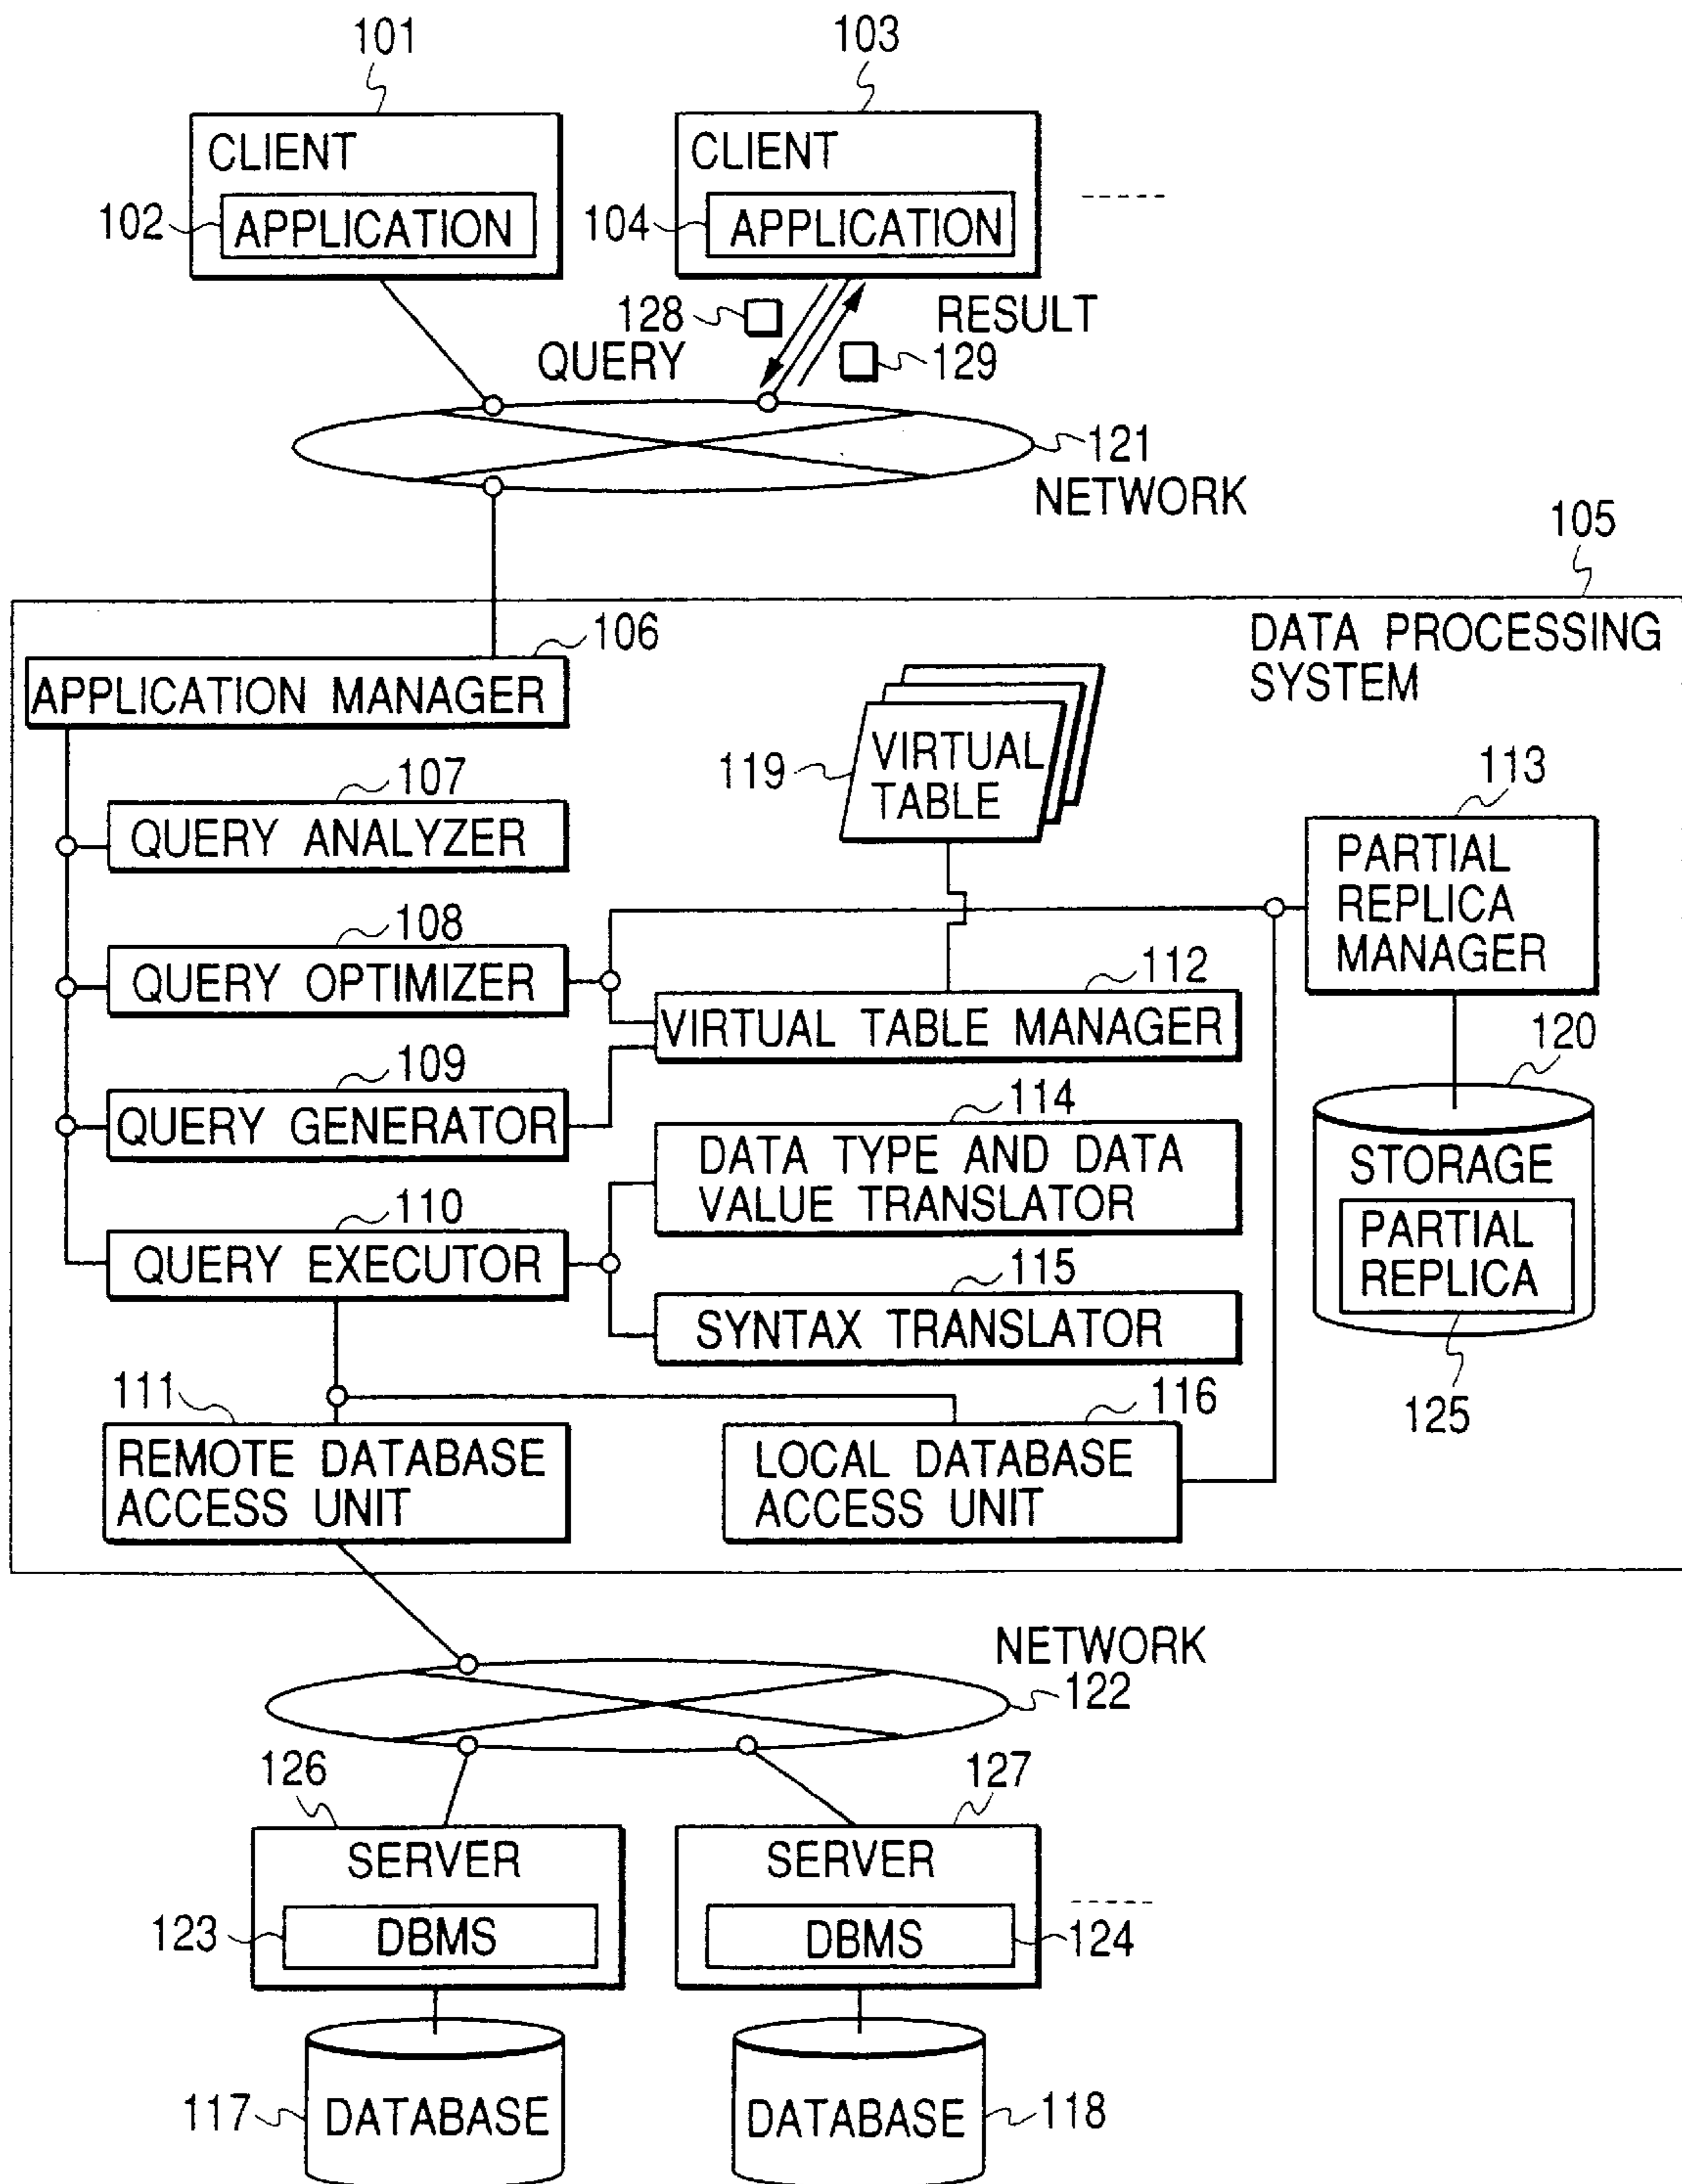 101
103
CLIENT
CLIENT
102
APPLICATION
104
APPLICATION
128
RESULT
QUERY
129
121
NETWORK
105
DATA PROCESSING
SYSTEM
106
APPLICATION MANAGER
119
VIRTUAL
TABLE
107
QUERY ANALYZER
113
PARTIAL
REPLICA
MANAGER
108
QUERY OPTIMIZER
112
VIRTUAL TABLE MANAGER
109
QUERY GENERATOR
120
STORAGE
PARTIAL
REPLICA
125
114
DATA TYPE AND DATA
VALUE TRANSLATOR
110
QUERY EXECUTOR
115
SYNTAX TRANSLATOR
111
REMOTE DATABASE
ACCESS UNIT
116
LOCAL DATABASE
ACCESS UNIT
NETWORK
122
126
127
SERVER
SERVER
123
DBMS
DBMS
124
117
DATABASE
DATABASE
118